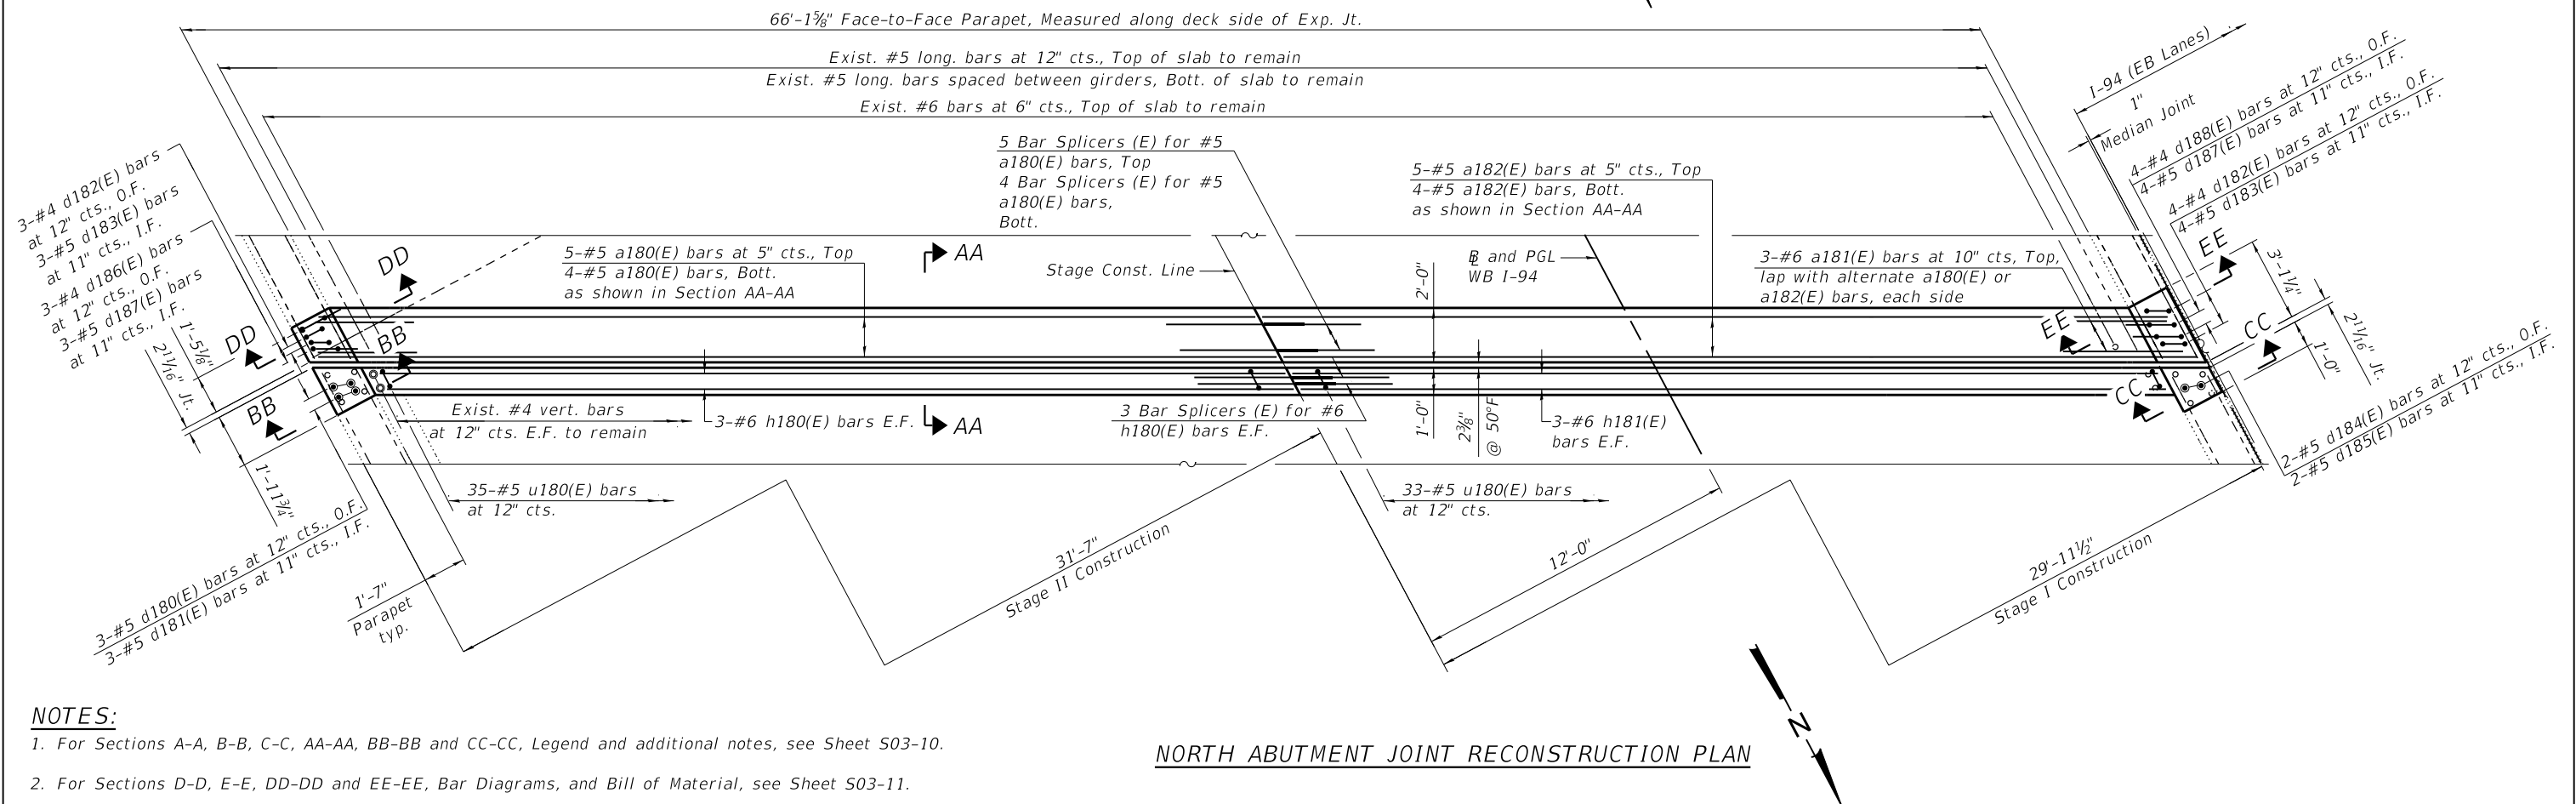 66'-1⅝" Face-to-Face Parapet, Measured along deck side of Exp. Jt.
Exist. #5 long. bars at 12" cts., Top of slab to remain
Exist. #5 long. bars spaced between girders, Bott. of slab to remain
Exist. #6 bars at 6" cts., Top of slab to remain
I-94 (EB Lanes)
1"
Median Joint
4-#4 d188(E) bars at 12" cts., O.F.
4-#5 d187(E) bars at 11" cts., I.F.
4-#4 d182(E) bars at 12" cts., O.F.
4-#5 d183(E) bars at 11" cts., I.F.
3-#4 d182(E) bars
at 12" cts., O.F.
3-#5 d183(E) bars
at 11" cts., I.F.
3-#4 d186(E) bars
at 12" cts., O.F.
3-#5 d187(E) bars
at 11" cts., I.F.
5 Bar Splicers (E) for #5
a180(E) bars, Top
4 Bar Splicers (E) for #5
a180(E) bars,
Bott.
5-#5 a182(E) bars at 5" cts., Top
4-#5 a182(E) bars, Bott.
as shown in Section AA-AA
5-#5 a180(E) bars at 5" cts., Top
4-#5 a180(E) bars, Bott.
as shown in Section AA-AA
AA
Stage Const. Line
2'-0"
℄ and PGL
WB I-94
3-#6 a181(E) bars at 10" cts, Top,
lap with alternate a180(E) or
a182(E) bars, each side
DD
DD
BB
BB
EE
EE
CC
CC
3'-1¼"
2 11/16" Jt.
1'-0"
1'-5⅛"
2 11/16" Jt.
1'-11¾"
Exist. #4 vert. bars
at 12" cts. E.F. to remain
3-#6 h180(E) bars E.F.
AA
3 Bar Splicers (E) for #6
h180(E) bars E.F.
1'-0"
2⅜"
@ 50°F
3-#6 h181(E)
bars E.F.
2-#5 d184(E) bars at 12" cts., O.F.
2-#5 d185(E) bars at 11" cts., I.F.
35-#5 u180(E) bars
at 12" cts.
33-#5 u180(E) bars
at 12" cts.
3-#5 d180(E) bars at 12" cts., O.F.
3-#5 d181(E) bars at 11" cts., I.F.
1'-7"
Parapet
typ.
31'-7"
Stage II Construction
12'-0"
29'-11½"
Stage I Construction
N
NOTES:
1. For Sections A-A, B-B, C-C, AA-AA, BB-BB and CC-CC, Legend and additional notes, see Sheet S03-10.
2. For Sections D-D, E-E, DD-DD and EE-EE, Bar Diagrams, and Bill of Material, see Sheet S03-11.
NORTH ABUTMENT JOINT RECONSTRUCTION PLAN